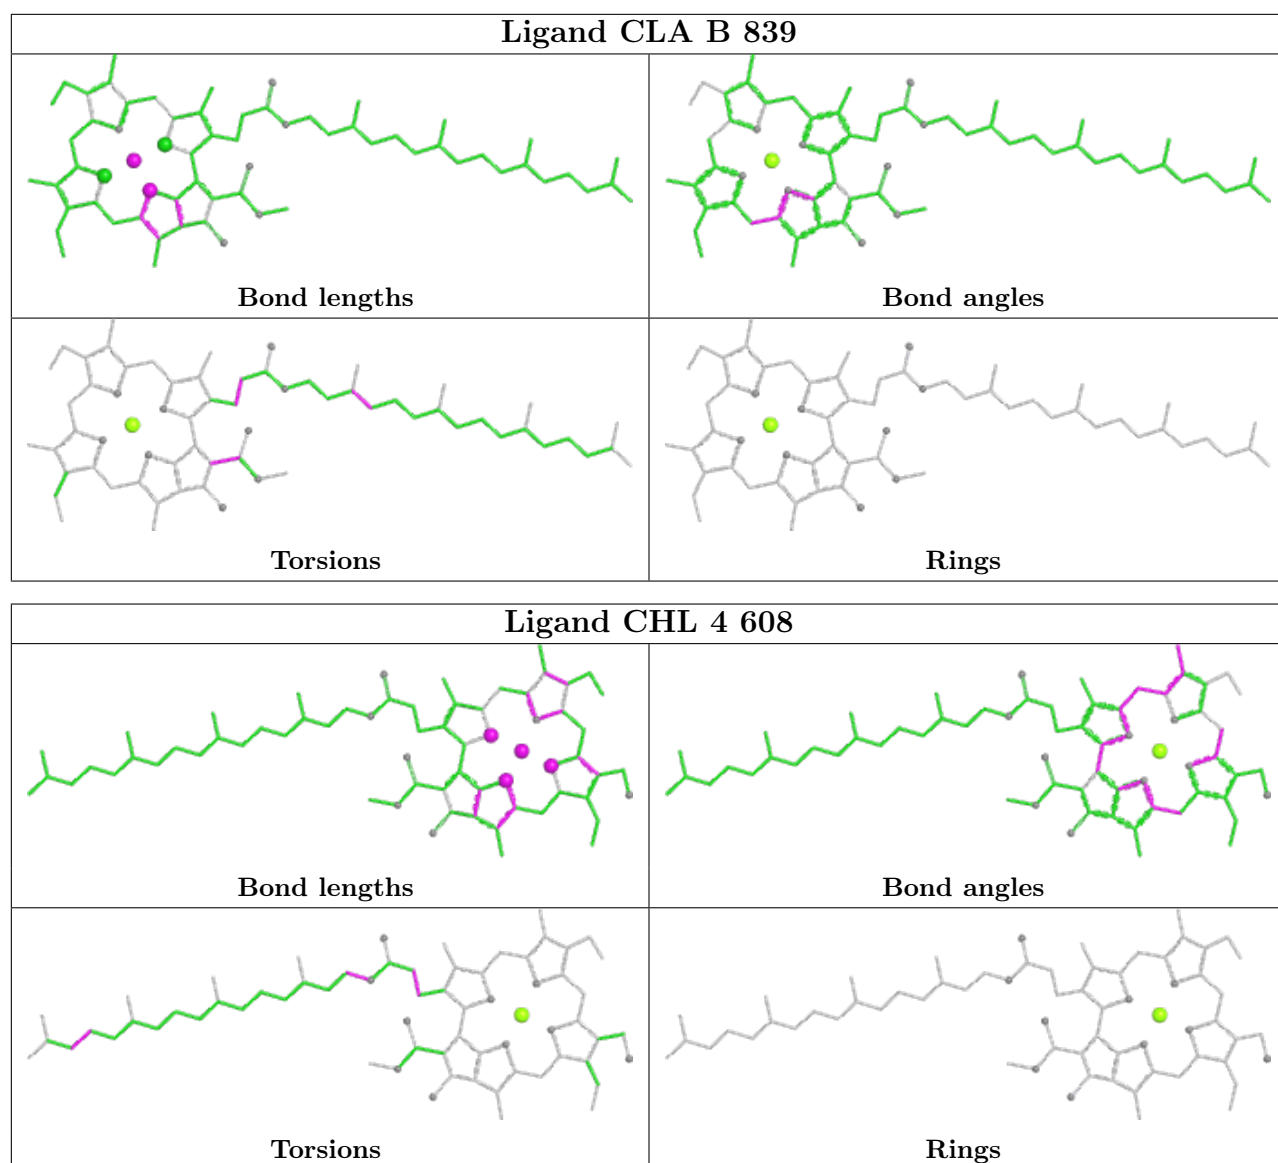 Ligand CLA B 839
Bond lengths
Bond angles
Torsions
Rings
Ligand CHL 4 608
Bond lengths
Bond angles
Torsions
Rings